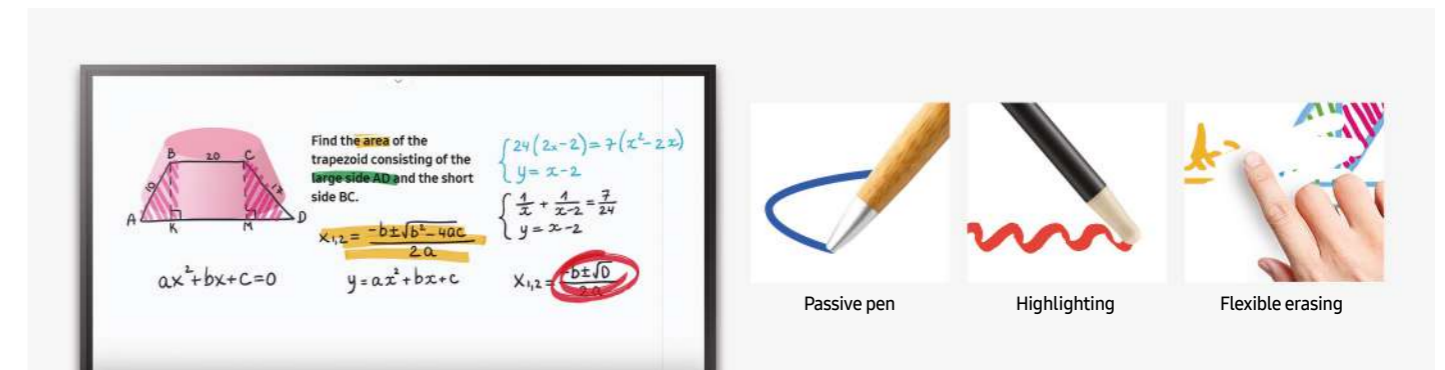 B 20 C
10 17
A K M D
Find the area of the
trapezoid consisting of the
large side AD and the short
side BC.
x₁,₂ = -b±√b²-4ac
2a
ax²+bx+c=0
y=ax²+bx+c
24(2x-2)=7(x²-2x)
y=x-2
1/x + 1/x-2 = 7/24
y=x-2
x₁,₂ = -b±√D
2a
Passive pen
Highlighting
Flexible erasing